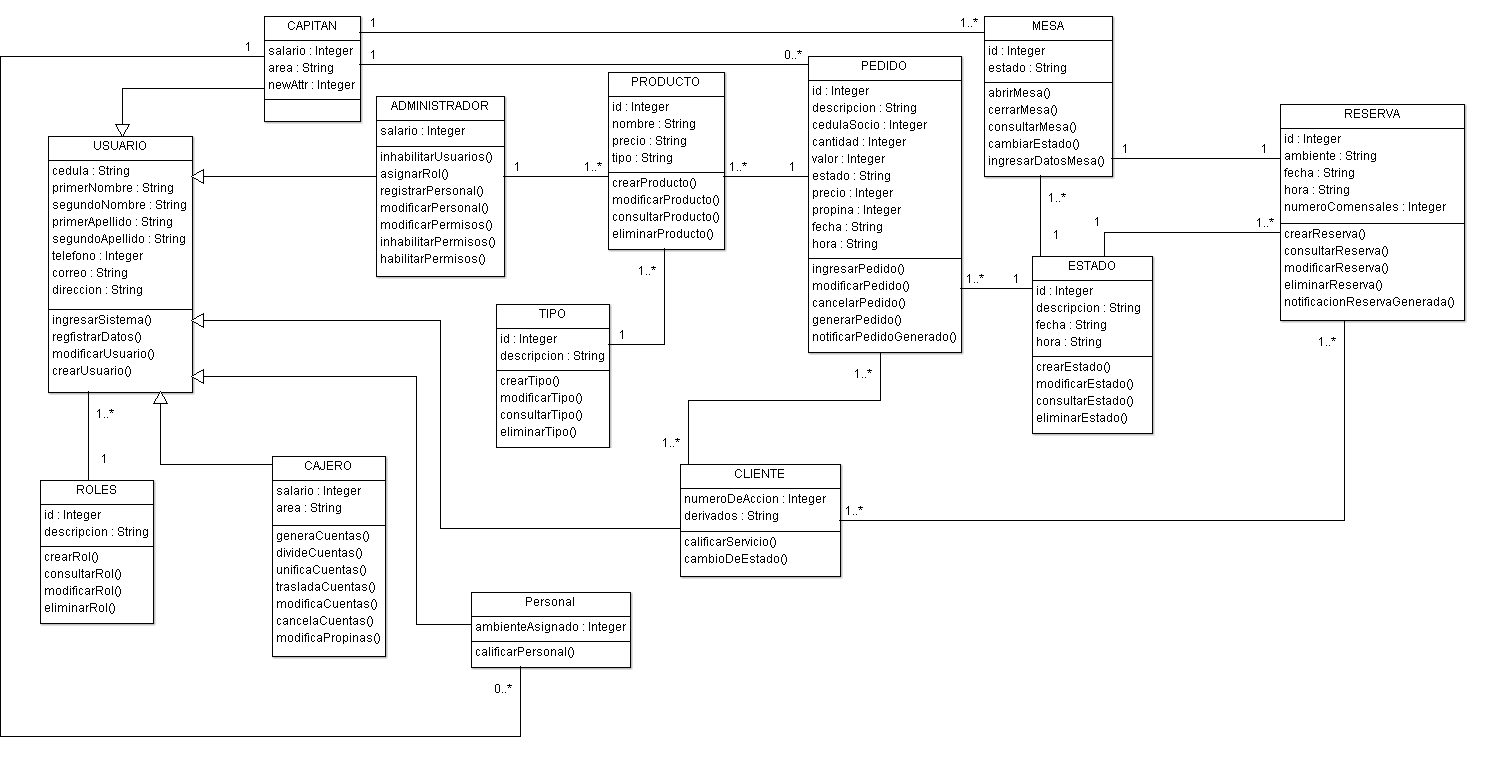 CAPITAN
salario : Integer
area : String
newAttr : Integer
1
1
1
1..*
0..*
MESA
id : Integer
estado : String
abrirMesa()
cerrarMesa()
consultarMesa()
cambiarEstado()
ingresarDatosMesa()
PEDIDO
id : Integer
descripcion : String
cedulaSocio : Integer
cantidad : Integer
valor : Integer
estado : String
precio : Integer
propina : Integer
fecha : String
hora : String
ingresarPedido()
modificarPedido()
cancelarPedido()
generarPedido()
notificarPedidoGenerado()
PRODUCTO
id : Integer
nombre : String
precio : String
tipo : String
crearProducto()
modificarProducto()
consultarProducto()
eliminarProducto()
1..*
1
ADMINISTRADOR
salario : Integer
inhabilitarUsuarios()
asignarRol()
registrarPersonal()
modificarPersonal()
modificarPermisos()
inhabilitarPermisos()
habilitarPermisos()
1
1..*
RESERVA
id : Integer
ambiente : String
fecha : String
hora : String
numeroComensales : Integer
crearReserva()
consultarReserva()
modificarReserva()
eliminarReserva()
notificacionReservaGenerada()
1
1
1..*
1
1
1..*
USUARIO
cedula : String
primerNombre : String
segundoNombre : String
primerApellido : String
segundoApellido : String
telefono : Integer
correo : String
direccion : String
ingresarSistema()
regfistrarDatos()
modificarUsuario()
crearUsuario()
ESTADO
id : Integer
descripcion : String
fecha : String
hora : String
crearEstado()
modificarEstado()
consultarEstado()
eliminarEstado()
1..*
1
1..*
1
TIPO
id : Integer
descripcion : String
crearTipo()
modificarTipo()
consultarTipo()
eliminarTipo()
1..*
1..*
1..*
1..*
1..*
1
ROLES
id : Integer
descripcion : String
crearRol()
consultarRol()
modificarRol()
eliminarRol()
CAJERO
salario : Integer
area : String
generaCuentas()
divideCuentas()
unificaCuentas()
trasladaCuentas()
modificaCuentas()
cancelaCuentas()
modificaPropinas()
CLIENTE
numeroDeAccion : Integer
derivados : String
calificarServicio()
cambioDeEstado()
Personal
ambienteAsignado : Integer
calificarPersonal()
0..*